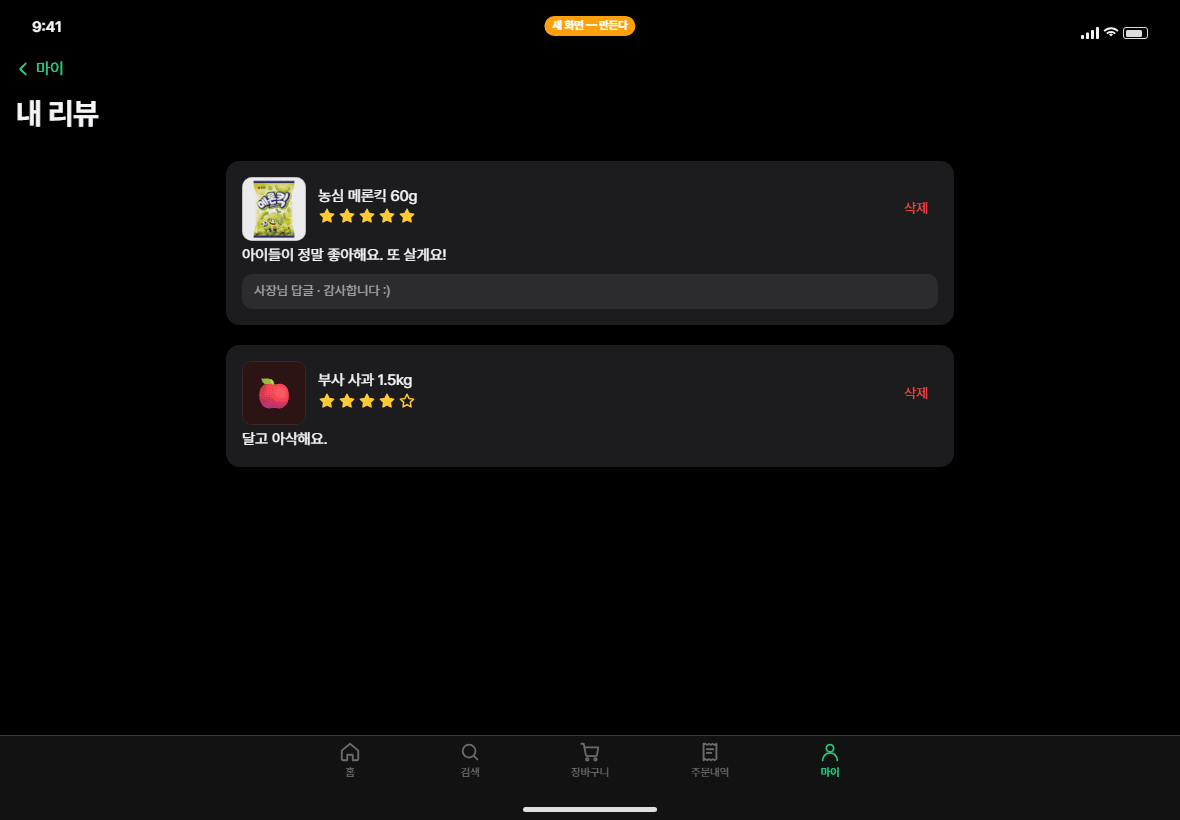 9:41
새 화면 — 만든다
마이
내 리뷰
메론킥
농심 메론킥 60g
삭제
아이들이 정말 좋아해요. 또 살게요!
사장님 답글 · 감사합니다 :)
부사 사과 1.5kg
삭제
달고 아삭해요.
홈
검색
장바구니
주문내역
마이